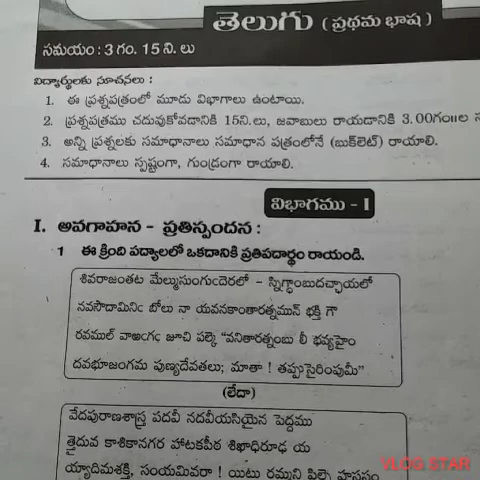 తెలుగు ( ప్రథమ భాష )
సమయం : 3 గం. 15 ని. లు
విద్యార్థులకు సూచనలు :
1. ఈ ప్రశ్నపత్రంలో మూడు విభాగాలు ఉంటాయి.
2. ప్రశ్నపత్రము చదువుకోవడానికి 15ని.లు, జవాబులు రాయడానికి 3.00గం॥ల స
3. అన్ని ప్రశ్నలకు సమాధానాలు సమాధాన పత్రంలోనే (బుక్‌లెట్) రాయాలి.
4. సమాధానాలు స్పష్టంగా, గుండ్రంగా రాయాలి.
విభాగము - I
I. అవగాహన - ప్రతిస్పందన :
1 ఈ క్రింది పద్యాలలో ఒకదానికి ప్రతిపదార్థం రాయండి.
శివరాజంతట మేల్ముసుంగుఁదెరలో - స్నిగ్ధాంబుదచ్ఛాయలో
నవసౌదామినిఁ బోలు నా యవనకాంతారత్నమున్ భక్తి గౌ
రవముల్ వాఱఁగఁ జూచి పల్కె "వనితారత్నంబు లీ భవ్యహైం
దవభూజంగమ పుణ్యదేవతలు; మాతా ! తప్పుసైరింపుమీ"
(లేదా)
వేదపురాణశాస్త్ర పదవీ నదవీయసియైన పెద్దము
త్తైదువ కాశికానగర హాటకపీఠ శిఖాధిరూఢ య
య్యాదిమశక్తి, సంయమివరా ! యిటు రమ్మని పిల్చె హస్తసం
VLOG STAR